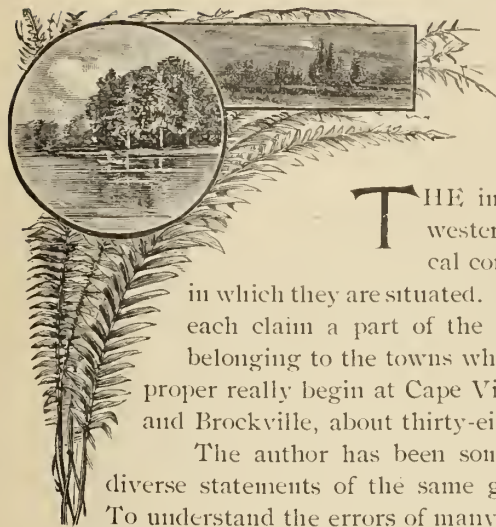 THE in
wester
cal con
in which they are situated.
each claim a part of the
belonging to the towns wh
proper really begin at Cape Vi
and Brockville, about thirty-ei
The author has been son
diverse statements of the same g
To understand the errors of many